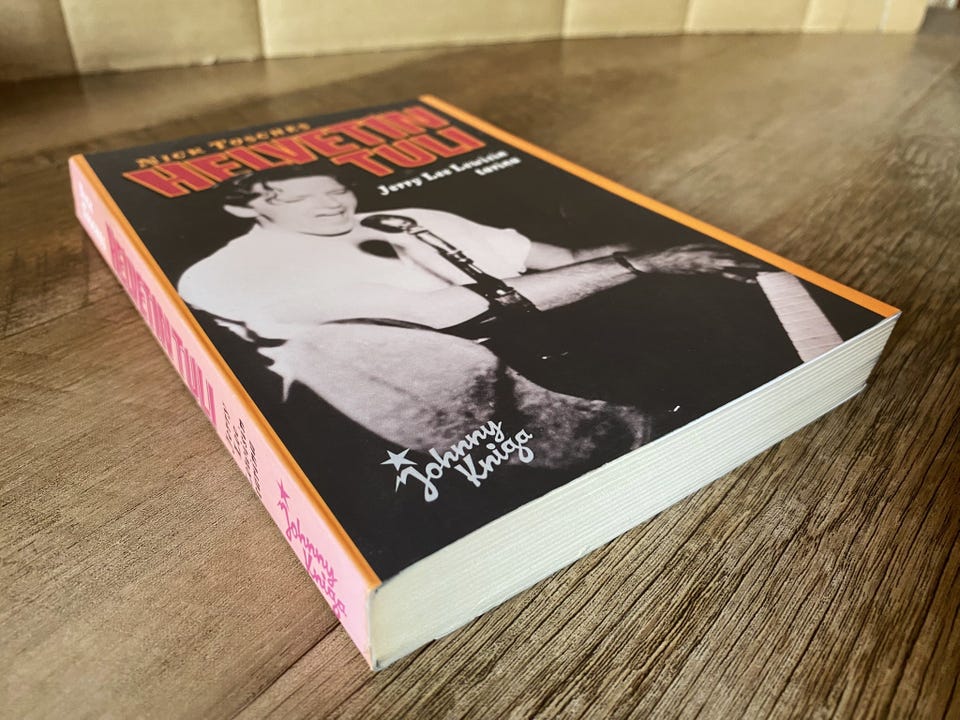 NICK TOSCHES
HELVETIN
TULI
Jerry Lee Lewisin
tarina
Johnny
Kniga
HELVETIN TULI
Johnny
Kniga